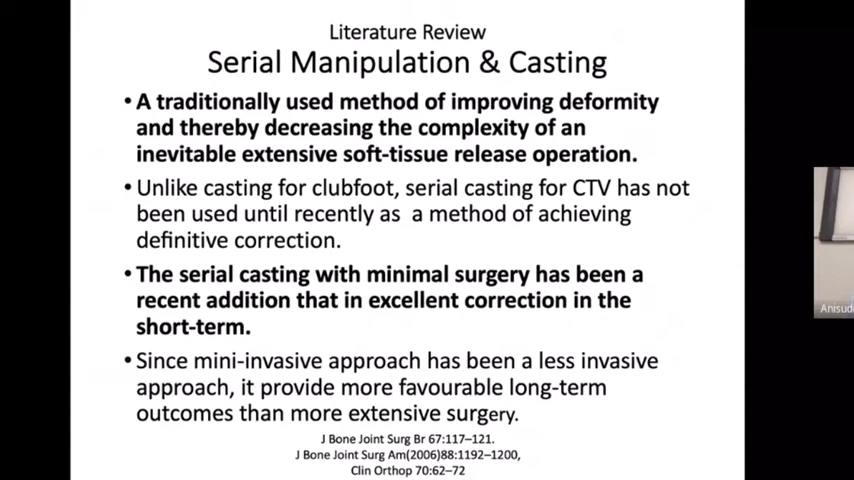 Literature Review
Serial Manipulation & Casting
• A traditionally used method of improving deformity
and thereby decreasing the complexity of an
inevitable extensive soft-tissue release operation.
• Unlike casting for clubfoot, serial casting for CTV has not
been used until recently as a method of achieving
definitive correction.
• The serial casting with minimal surgery has been a
recent addition that in excellent correction in the
short-term.
• Since mini-invasive approach has been a less invasive
approach, it provide more favourable long-term
outcomes than more extensive surgery.
J Bone Joint Surg Br 67:117–121.
J Bone Joint Surg Am(2006)88:1192–1200,
Clin Orthop 70:62–72